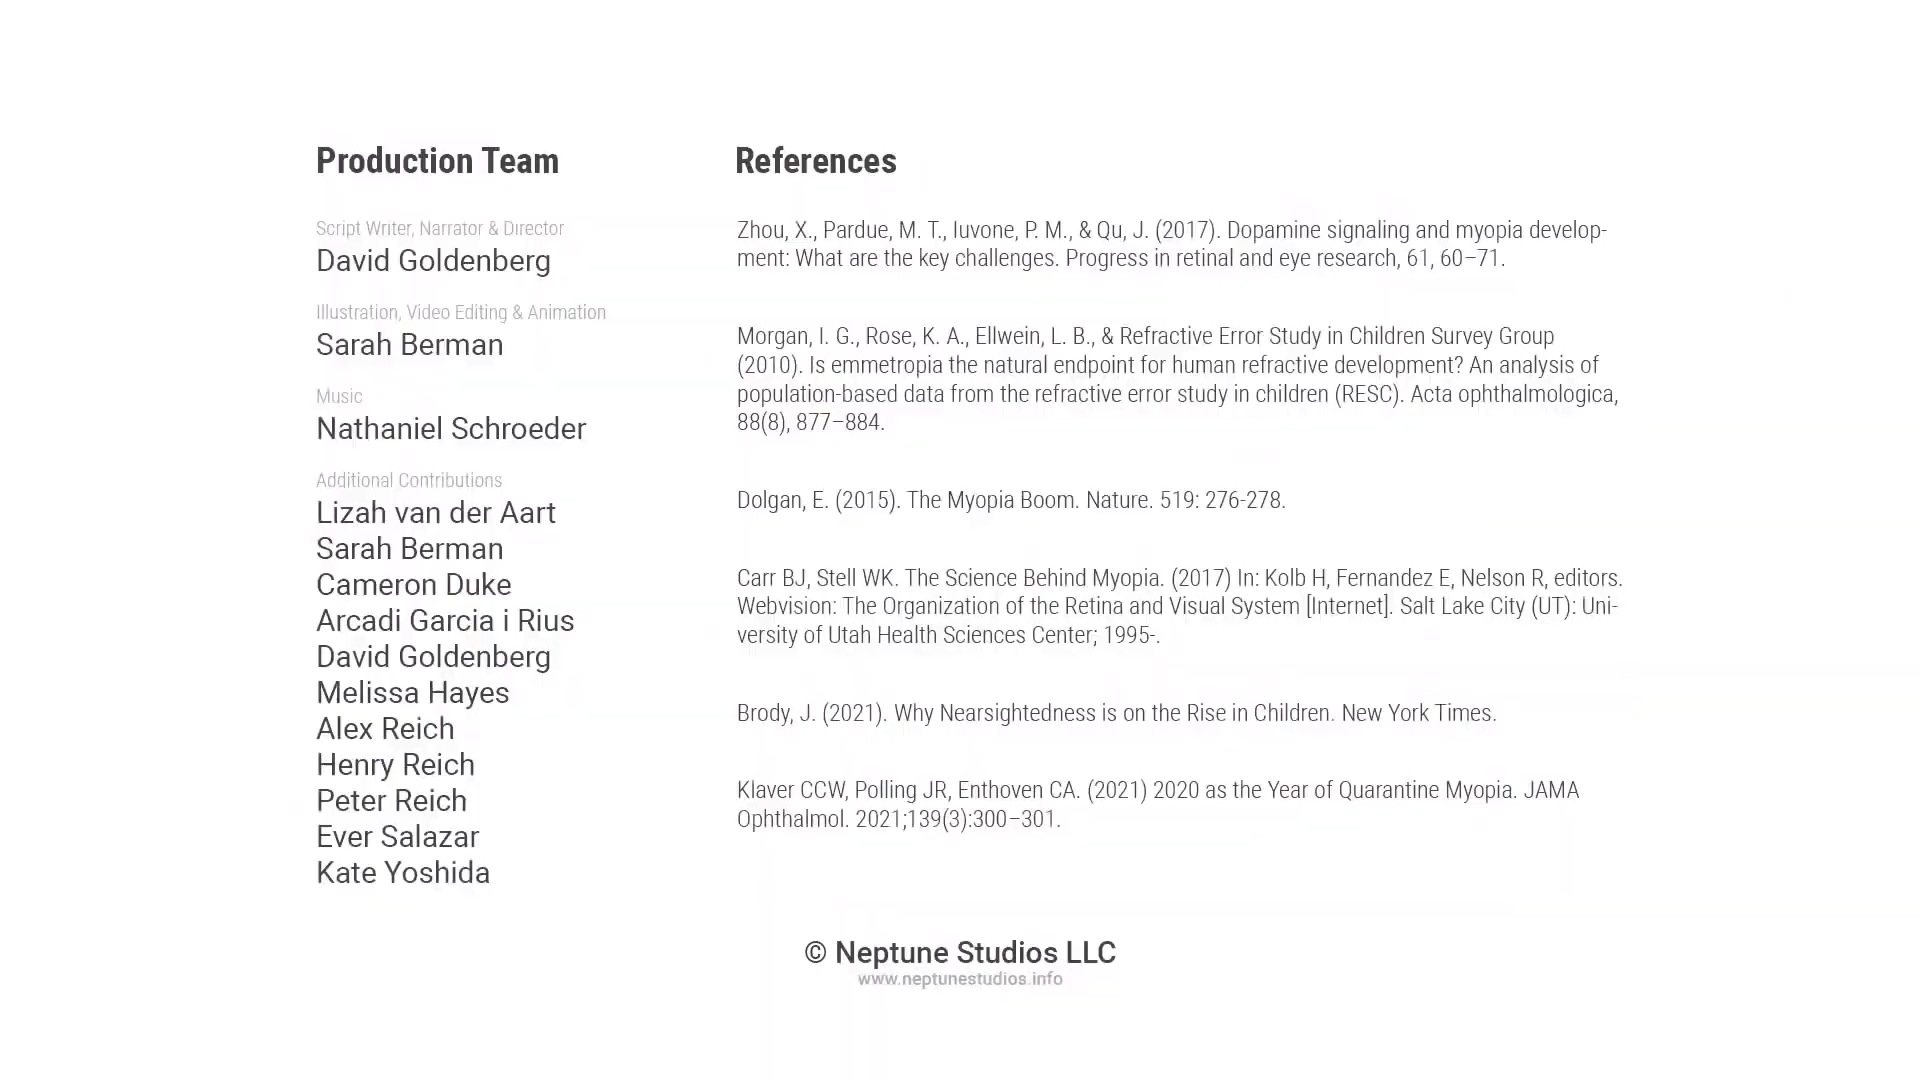 Production Team
Script Writer, Narrator & Director
David Goldenberg
Illustration, Video Editing & Animation
Sarah Berman
Music
Nathaniel Schroeder
Additional Contributions
Lizah van der Aart
Sarah Berman
Cameron Duke
Arcadi Garcia i Rius
David Goldenberg
Melissa Hayes
Alex Reich
Henry Reich
Peter Reich
Ever Salazar
Kate Yoshida
References
Zhou, X., Pardue, M. T., Iuvone, P. M., & Qu, J. (2017). Dopamine signaling and myopia develop-
ment: What are the key challenges. Progress in retinal and eye research, 61, 60–71.
Morgan, I. G., Rose, K. A., Ellwein, L. B., & Refractive Error Study in Children Survey Group
(2010). Is emmetropia the natural endpoint for human refractive development? An analysis of
population-based data from the refractive error study in children (RESC). Acta ophthalmologica,
88(8), 877–884.
Dolgan, E. (2015). The Myopia Boom. Nature. 519: 276-278.
Carr BJ, Stell WK. The Science Behind Myopia. (2017) In: Kolb H, Fernandez E, Nelson R, editors.
Webvision: The Organization of the Retina and Visual System [Internet]. Salt Lake City (UT): Uni-
versity of Utah Health Sciences Center; 1995-.
Brody, J. (2021). Why Nearsightedness is on the Rise in Children. New York Times.
Klaver CCW, Polling JR, Enthoven CA. (2021) 2020 as the Year of Quarantine Myopia. JAMA
Ophthalmol. 2021;139(3):300–301.
© Neptune Studios LLC
www.neptunestudios.info